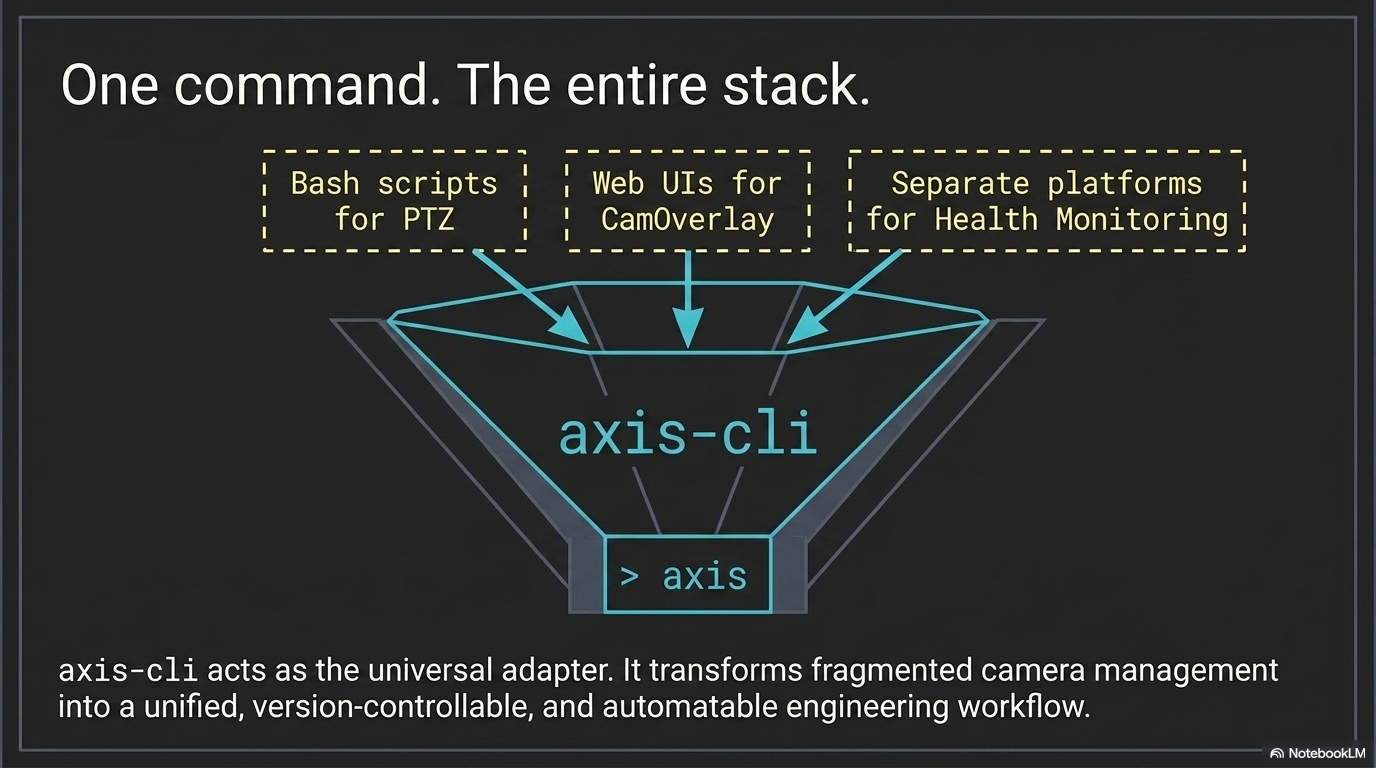 One command. The entire stack.
Bash scripts
for PTZ
Web UIs for
CamOverlay
Separate platforms
for Health Monitoring
axis-cli
> axis
axis-cli acts as the universal adapter. It transforms fragmented camera management
into a unified, version-controllable, and automatable engineering workflow.
NotebookLM